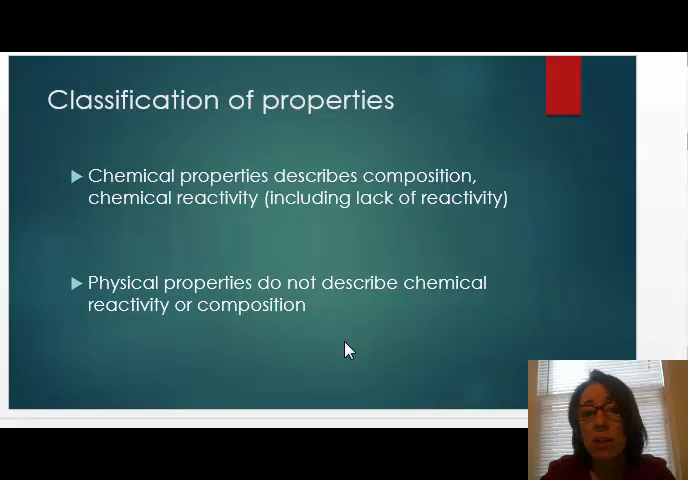 Classification of properties
Chemical properties describes composition,
chemical reactivity (including lack of reactivity)
Physical properties do not describe chemical
reactivity or composition